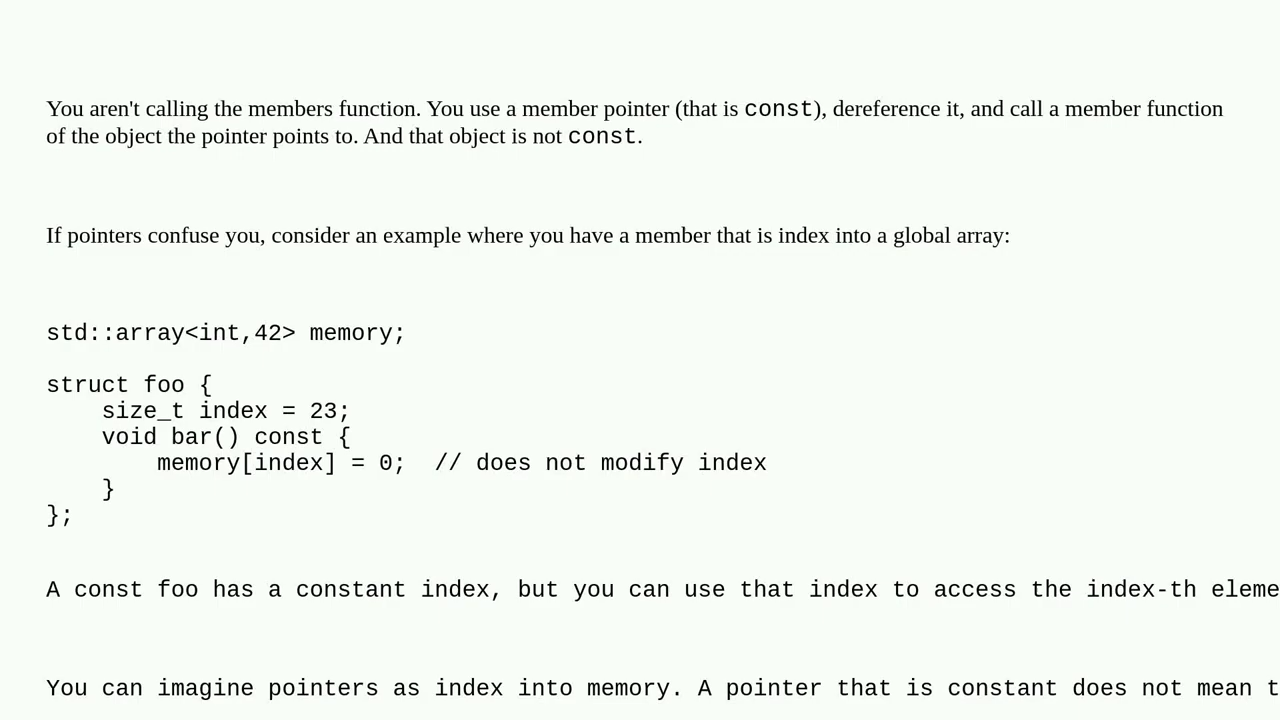 You aren't calling the members function. You use a member pointer (that is const), dereference it, and call a member function
of the object the pointer points to. And that object is not const.
If pointers confuse you, consider an example where you have a member that is index into a global array:
std::array<int,42> memory;
struct foo {
    size_t index = 23;
    void bar() const {
        memory[index] = 0;  // does not modify index
    }
};
A const foo has a constant index, but you can use that index to access the index-th
You can imagine pointers as index into memory. A pointer that is constant does not mean